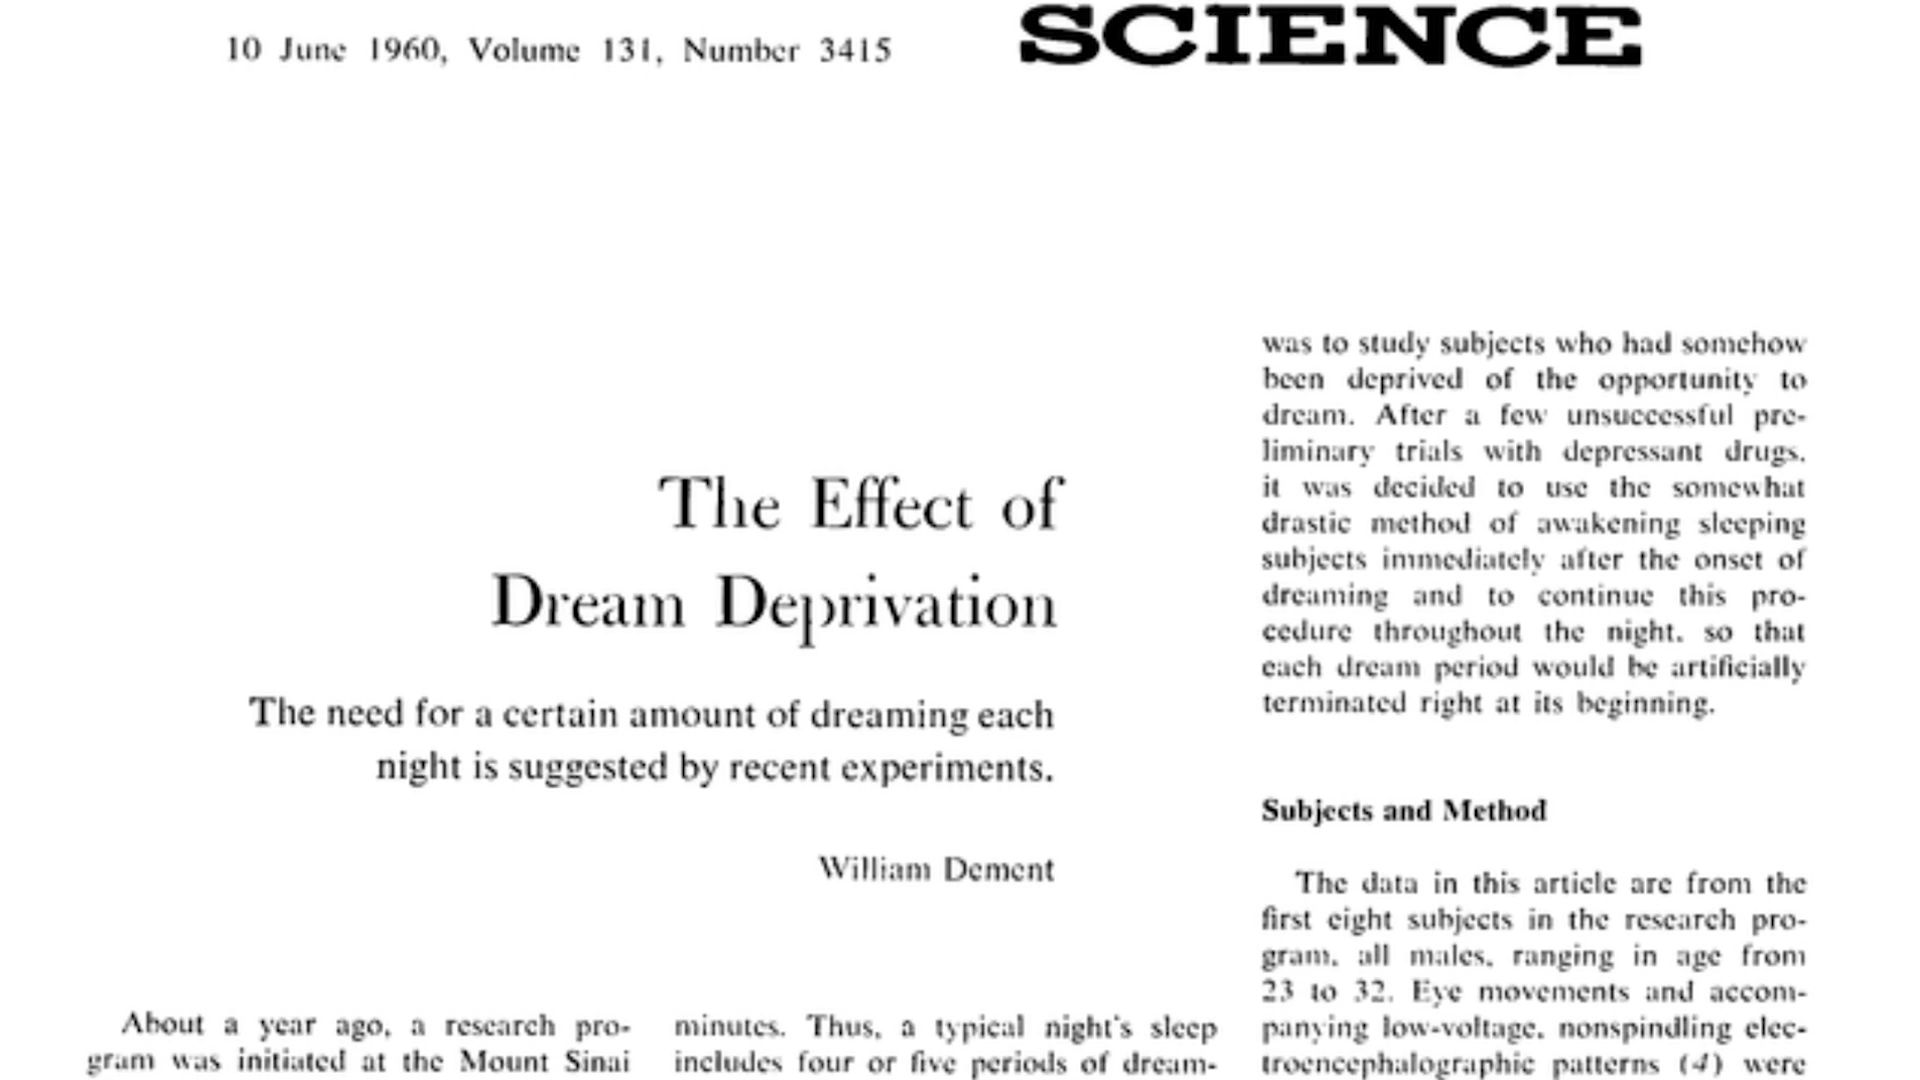 10 June 1960, Volume 131, Number 3415
SCIENCE
The Effect of
Dream Deprivation
The need for a certain amount of dreaming each
night is suggested by recent experiments.
William Dement
About a year ago, a research pro-
gram was initiated at the Mount Sinai
minutes. Thus, a typical night's sleep
includes four or five periods of dream-
was to study subjects who had somehow
been deprived of the opportunity to
dream. After a few unsuccessful pre-
liminary trials with depressant drugs,
it was decided to use the somewhat
drastic method of awakening sleeping
subjects immediately after the onset of
dreaming and to continue this pro-
cedure throughout the night, so that
each dream period would be artificially
terminated right at its beginning.
Subjects and Method
The data in this article are from the
first eight subjects in the research pro-
gram, all males, ranging in age from
23 to 32. Eye movements and accom-
panying low-voltage, nonspindling elec-
troencephalographic patterns (4) were